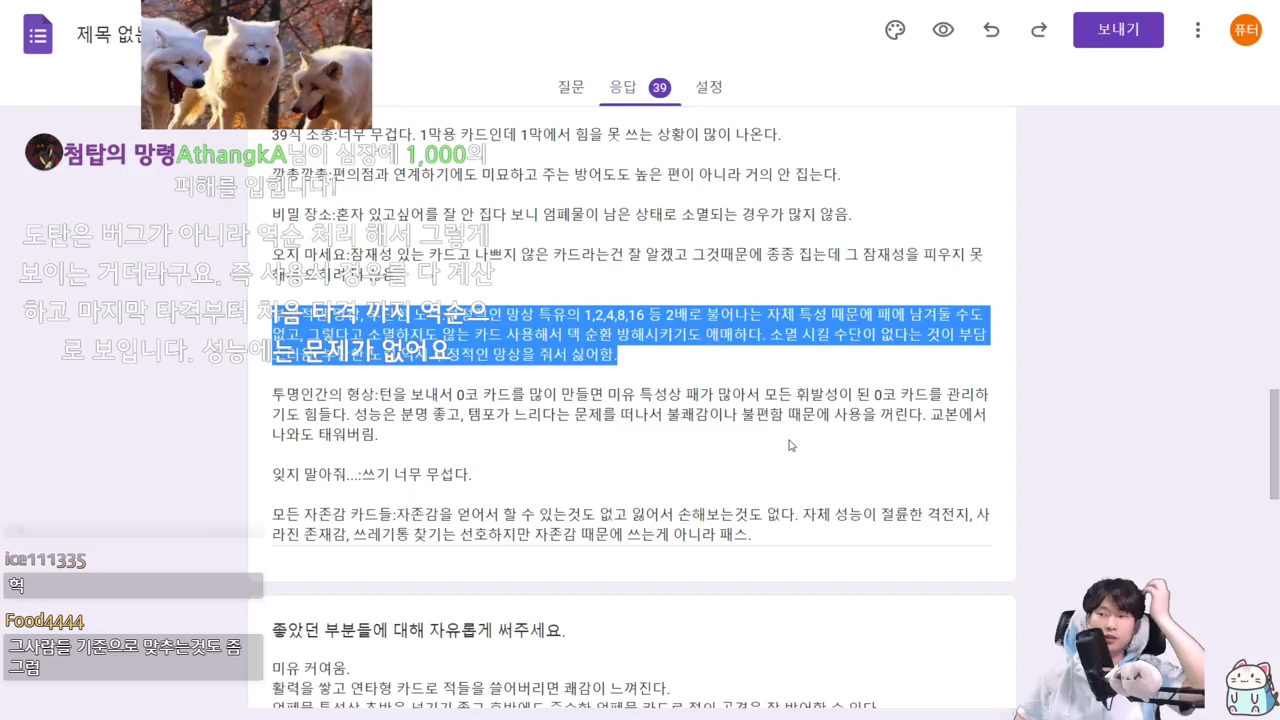 제목 없
보내기
퓨터
질문
응답 39
설정
39식 소총:너무 무겁다. 1막용 카드인데 1막에서 힘을 못 쓰는 상황이 많이 나온다.
첨탑의 망령AthangkA님이 심장에 1,000의
피해를 입힙니다!
깡총깡총:편의점과 연계하기에도 미묘하고 주는 방어도도 높은 편이 아니라 거의 안 집는다.
비밀 장소:혼자 있고싶어를 잘 안 집다 보니 엄폐물이 남은 상태로 소멸되는 경우가 많지 않음.
도탄은 버그가 아니라 역순 처리 해서 그렇게
보이는 거더라구요. 즉 사용시 경우를 다 계산
하고 마지막 타격부터 처음 타격 까지 역순으
로 보입니다. 성능에는 문제가 없어요
오지 마세요:잠재성 있는 카드고 나쁘지 않은 카드라는건 잘 알겠고 그것때문에 종종 집는데 그 잠재성을 피우지 못
망상 특유의 1,2,4,8,16 등 2배로 불어나는 자체 특성 때문에 패에 남겨둘 수도
없고, 그렇다고 소멸하지도 않는 카드 사용해서 덱 순환 방해시키기도 애매하다. 소멸 시킬 수단이 없다는 것이 부담
정적인 망상을 줘서 싫어함.
투명인간의 형상:턴을 보내서 0코 카드를 많이 만들면 미유 특성상 패가 많아서 모든 휘발성이 된 0코 카드를 관리하
기도 힘들다. 성능은 분명 좋고, 템포가 느리다는 문제를 떠나서 불쾌감이나 불편함 때문에 사용을 꺼린다. 교본에서
나와도 태워버림.
잊지 말아줘...:쓰기 너무 무섭다.
모든 자존감 카드들:자존감을 얻어서 할 수 있는것도 없고 잃어서 손해보는것도 없다. 자체 성능이 절륜한 격전지, 사
라진 존재감, 쓰레기통 찾기는 선호하지만 자존감 때문에 쓰는게 아니라 패스.
ice111335
헉
Food4444
그사람들 기준으로 맞추는것도 좀
그럼
좋았던 부분들에 대해 자유롭게 써주세요.
미유 커여움.
활력을 쌓고 연타형 카드로 적들을 쓸어버리면 쾌감이 느껴진다.